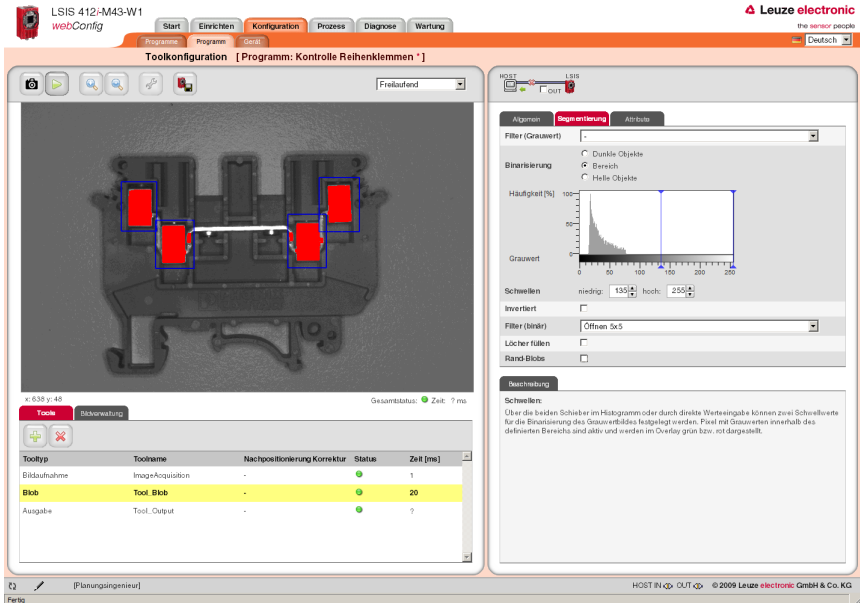 LSIS 412i-M43-W1
webConfig
Start Einrichten Konfiguration Prozess Diagnose Wartung
Leuze electronic
the sensor people
Programme Programm Gerät
Deutsch
Toolkonfiguration [ Programm: Kontrolle Reihenklemmen * ]
Freilaufend
x: 638 y: 48
Gesamtstatus: Zeit: ? ms
Tools Bildverwaltung
Tooltyp Toolname Nachpositionierung Korrektur Status Zeit [ms]
Bildaufnahme ImageAcquisition - 1
Blob Tool_Blob - 20
Ausgabe Tool_Output - ?
HOST LSIS
OUT
Allgemein Segmentierung Attribute
Filter (Grauwert) -
Binarisierung
Dunkle Objekte
Bereich
Helle Objekte
Häufigkeit [%]
100
50
0
Grauwert
0 50 100 150 200 250
Schwellen niedrig: 135 hoch: 255
Invertiert
Filter (binär) Öffnen 5x5
Löcher füllen
Rand-Blobs
Beschreibung
Schwellen:
Über die beiden Schieber im Histogramm oder durch direkte Werteeingabe können zwei Schwellwerte
für die Binarisierung des Grauwertbildes festgelegt werden. Pixel mit Grauwerten innerhalb des
definierten Bereichs sind aktiv und werden im Overlay grün bzw. rot dargestellt.
[Planungsingenieur]
HOST IN OUT © 2009 Leuze electronic GmbH & Co. KG
Fertig